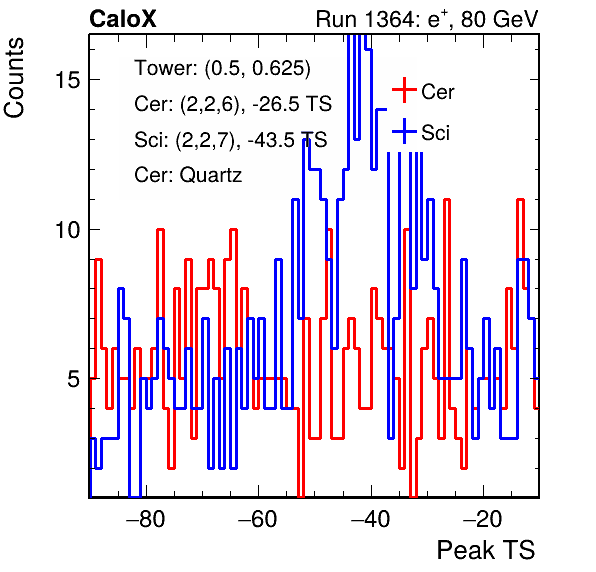 CaloX Run 1364: e⁺, 80 GeV
Counts
Tower: (0.5, 0.625)
Cer: (2,2,6), -26.5 TS
Sci: (2,2,7), -43.5 TS
Cer: Quartz
Cer
Sci
15
10
5
−80 −60 −40 −20
Peak TS